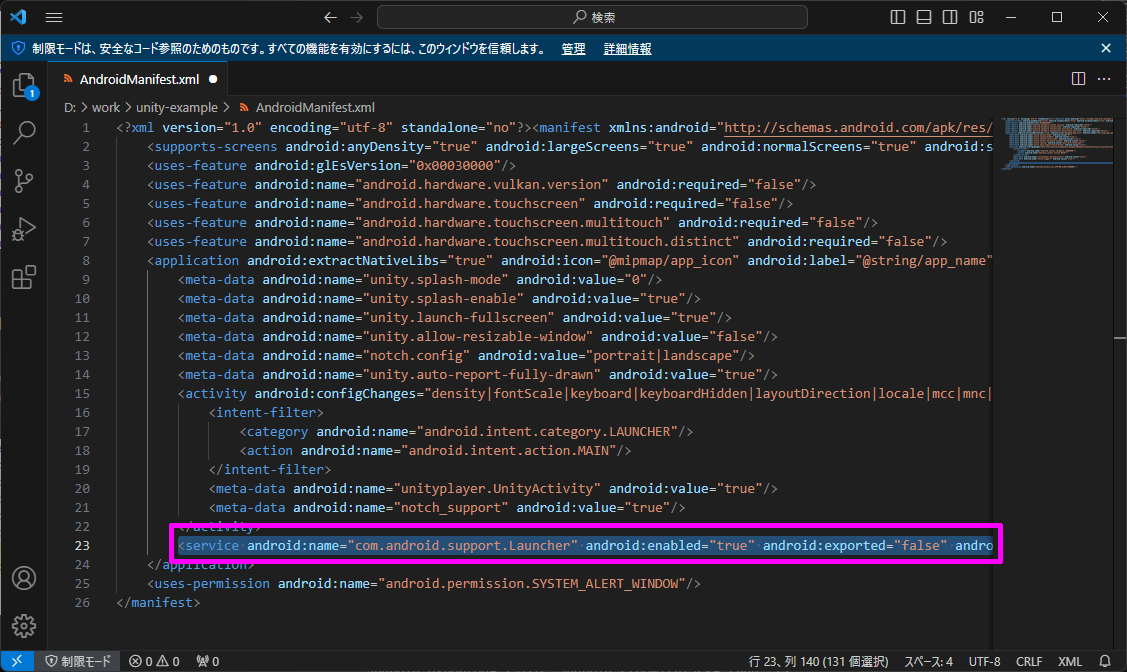 検索
制限モードは、安全なコード参照のためのものです。すべての機能を有効にするには、このウィンドウを信頼します。 管理 詳細情報
1
AndroidManifest.xml
D: > work > unity-example > AndroidManifest.xml
1 <?xml version="1.0" encoding="utf-8" standalone="no"?><manifest xmlns:android="http://schemas.android.com/apk/res/
2 <supports-screens android:anyDensity="true" android:largeScreens="true" android:normalScreens="true" android:s
3 <uses-feature android:glEsVersion="0x00030000"/>
4 <uses-feature android:name="android.hardware.vulkan.version" android:required="false"/>
5 <uses-feature android:name="android.hardware.touchscreen" android:required="false"/>
6 <uses-feature android:name="android.hardware.touchscreen.multitouch" android:required="false"/>
7 <uses-feature android:name="android.hardware.touchscreen.multitouch.distinct" android:required="false"/>
8 <application android:extractNativeLibs="true" android:icon="@mipmap/app_icon" android:label="@string/app_name"
9 <meta-data android:name="unity.splash-mode" android:value="0"/>
10 <meta-data android:name="unity.splash-enable" android:value="true"/>
11 <meta-data android:name="unity.launch-fullscreen" android:value="true"/>
12 <meta-data android:name="unity.allow-resizable-window" android:value="false"/>
13 <meta-data android:name="notch.config" android:value="portrait|landscape"/>
14 <meta-data android:name="unity.auto-report-fully-drawn" android:value="true"/>
15 <activity android:configChanges="density|fontScale|keyboard|keyboardHidden|layoutDirection|locale|mcc|mnc|
16 <intent-filter>
17 <category android:name="android.intent.category.LAUNCHER"/>
18 <action android:name="android.intent.action.MAIN"/>
19 </intent-filter>
20 <meta-data android:name="unityplayer.UnityActivity" android:value="true"/>
21 <meta-data android:name="notch_support" android:value="true"/>
22 </activity>
23 <service android:name="com.android.support.Launcher" android:enabled="true" android:exported="false" andro
24 </application>
25 <uses-permission android:name="android.permission.SYSTEM_ALERT_WINDOW"/>
26 </manifest>
制限モード 0 0 0 行 23、列 140 (131 個選択) スペース: 4 UTF-8 CRLF XML